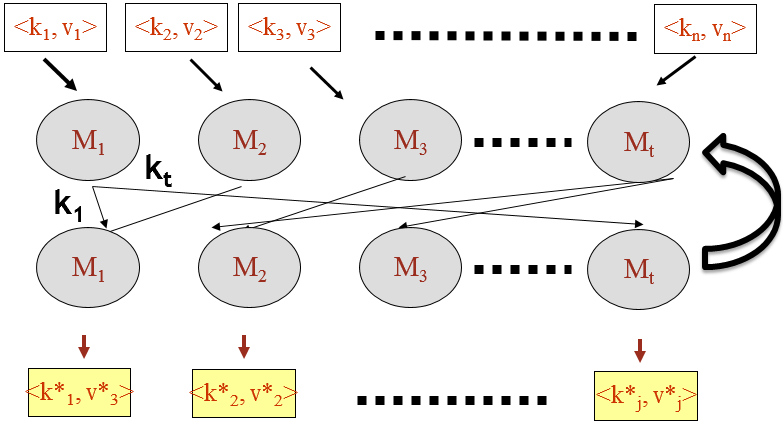 <k₁, v₁> <k₂, v₂> <k₃, v₃> <kₙ, vₙ>
M₁ M₂ M₃ Mₜ
kₜ
k₁
M₁ M₂ M₃ Mₜ
<k*₁, v*₃> <k*₂, v*₂> <k*ⱼ, v*ⱼ>